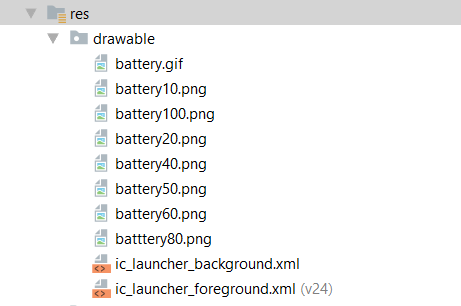 res
drawable
battery.gif
battery10.png
battery100.png
battery20.png
battery40.png
battery50.png
battery60.png
batttery80.png
ic_launcher_background.xml
ic_launcher_foreground.xml (v24)